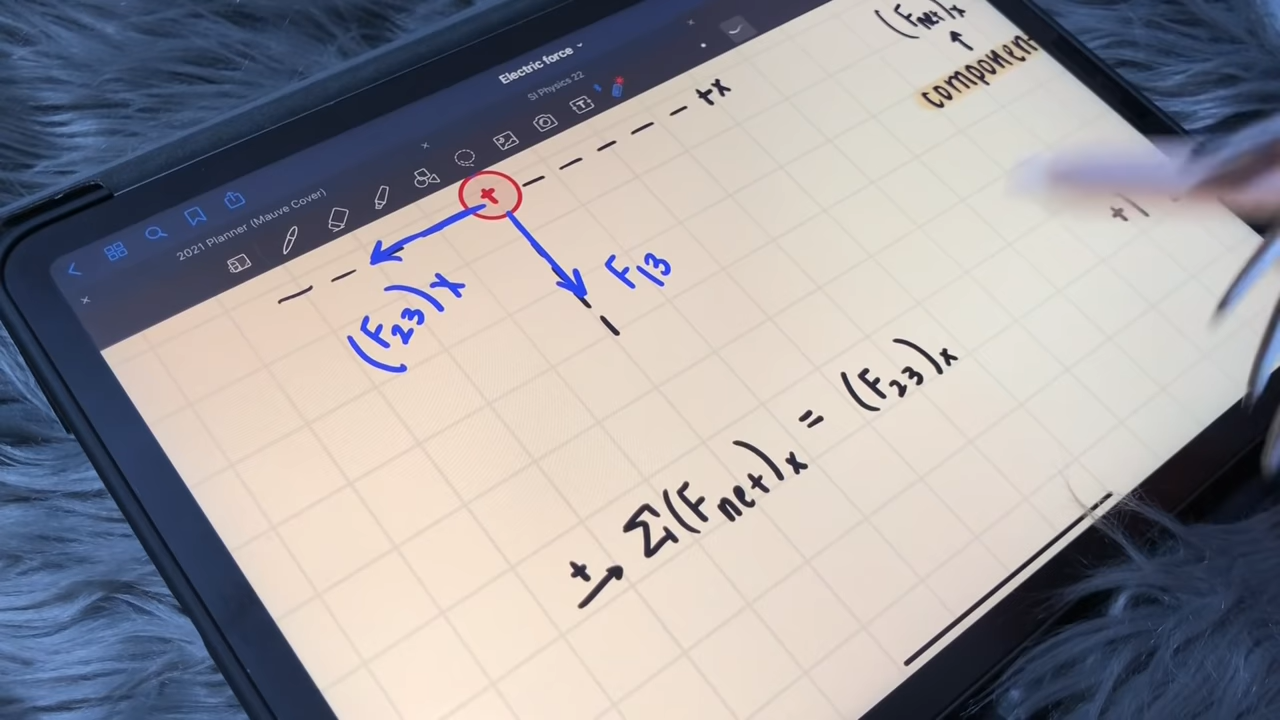 Electric force
SI Physics 22
2021 Planner (Mauve Cover)
(Fnet)x
component
+x
+
(F23)x
F13
+y
+→ Σ(Fnet)x = (F23)x